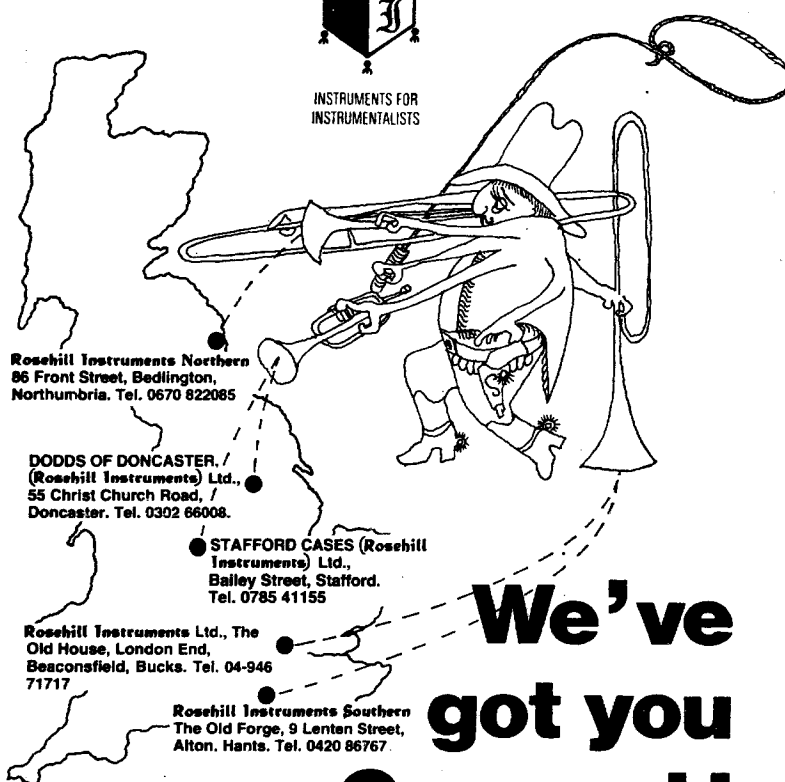 I
INSTRUMENTS FOR
INSTRUMENTALISTS
Rosehill Instruments Northern
86 Front Street, Bedlington,
Northumbria. Tel. 0670 822085
DODDS OF DONCASTER.
(Rosehill Instruments) Ltd.,
55 Christ Church Road,
Doncaster. Tel. 0302 66008.
STAFFORD CASES (Rosehill
Instruments) Ltd.,
Bailey Street, Stafford.
Tel. 0785 41155
Rosehill Instruments Ltd., The
Old House, London End,
Beaconsfield, Bucks. Tel. 04-946
71717
Rosehill Instruments Southern
The Old Forge, 9 Lenten Street,
Alton. Hants. Tel. 0420 86767.
We've
got you